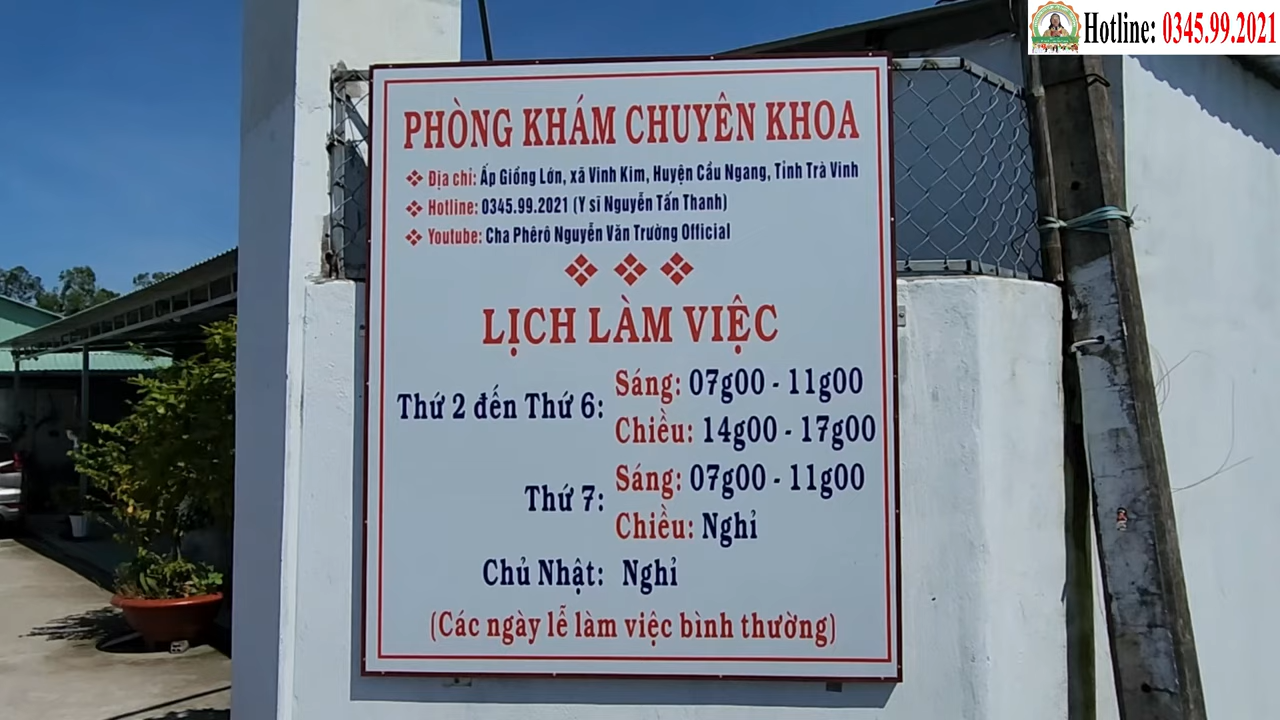 Hotline: 0345.99.2021
PHÒNG KHÁM CHUYÊN KHOA
Địa chỉ: Ấp Giồng Lớn, xã Vinh Kim, Huyện Cầu Ngang, Tỉnh Trà Vinh
Hotline: 0345.99.2021 (Y sĩ Nguyễn Tấn Thanh)
Youtube: Cha Phêrô Nguyễn Văn Trường Official
LỊCH LÀM VIỆC
Thứ 2 đến Thứ 6: Sáng: 07g00 - 11g00
Chiều: 14g00 - 17g00
Thứ 7: Sáng: 07g00 - 11g00
Chiều: Nghỉ
Chủ Nhật: Nghỉ
(Các ngày lễ làm việc bình thường)